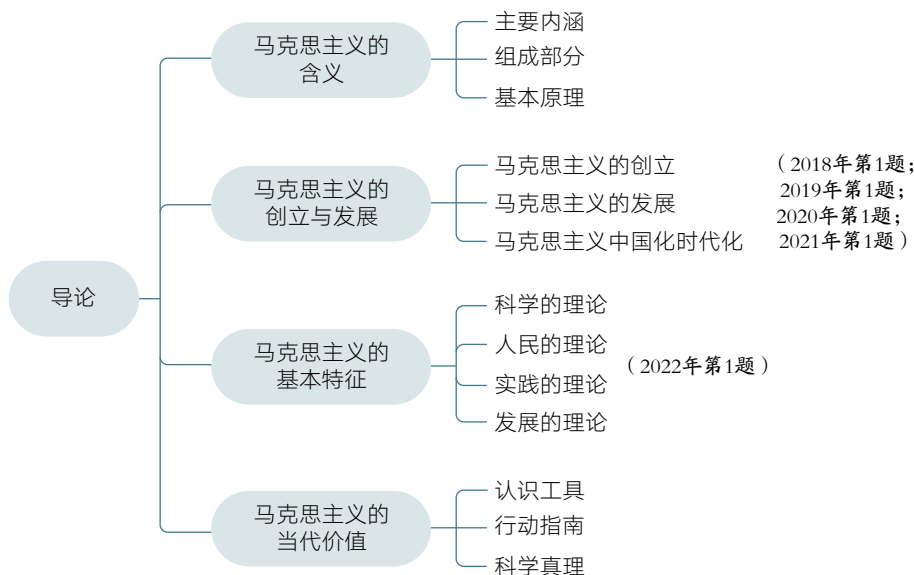 导论
马克思主义的
含义
主要内涵
组成部分
基本原理
马克思主义的
创立与发展
马克思主义的创立
马克思主义的发展
马克思主义中国化时代化
（2018年第1题；
2019年第1题；
2020年第1题；
2021年第1题）
马克思主义的
基本特征
科学的理论
人民的理论
实践的理论
发展的理论
（2022年第1题）
马克思主义的
当代价值
认识工具
行动指南
科学真理